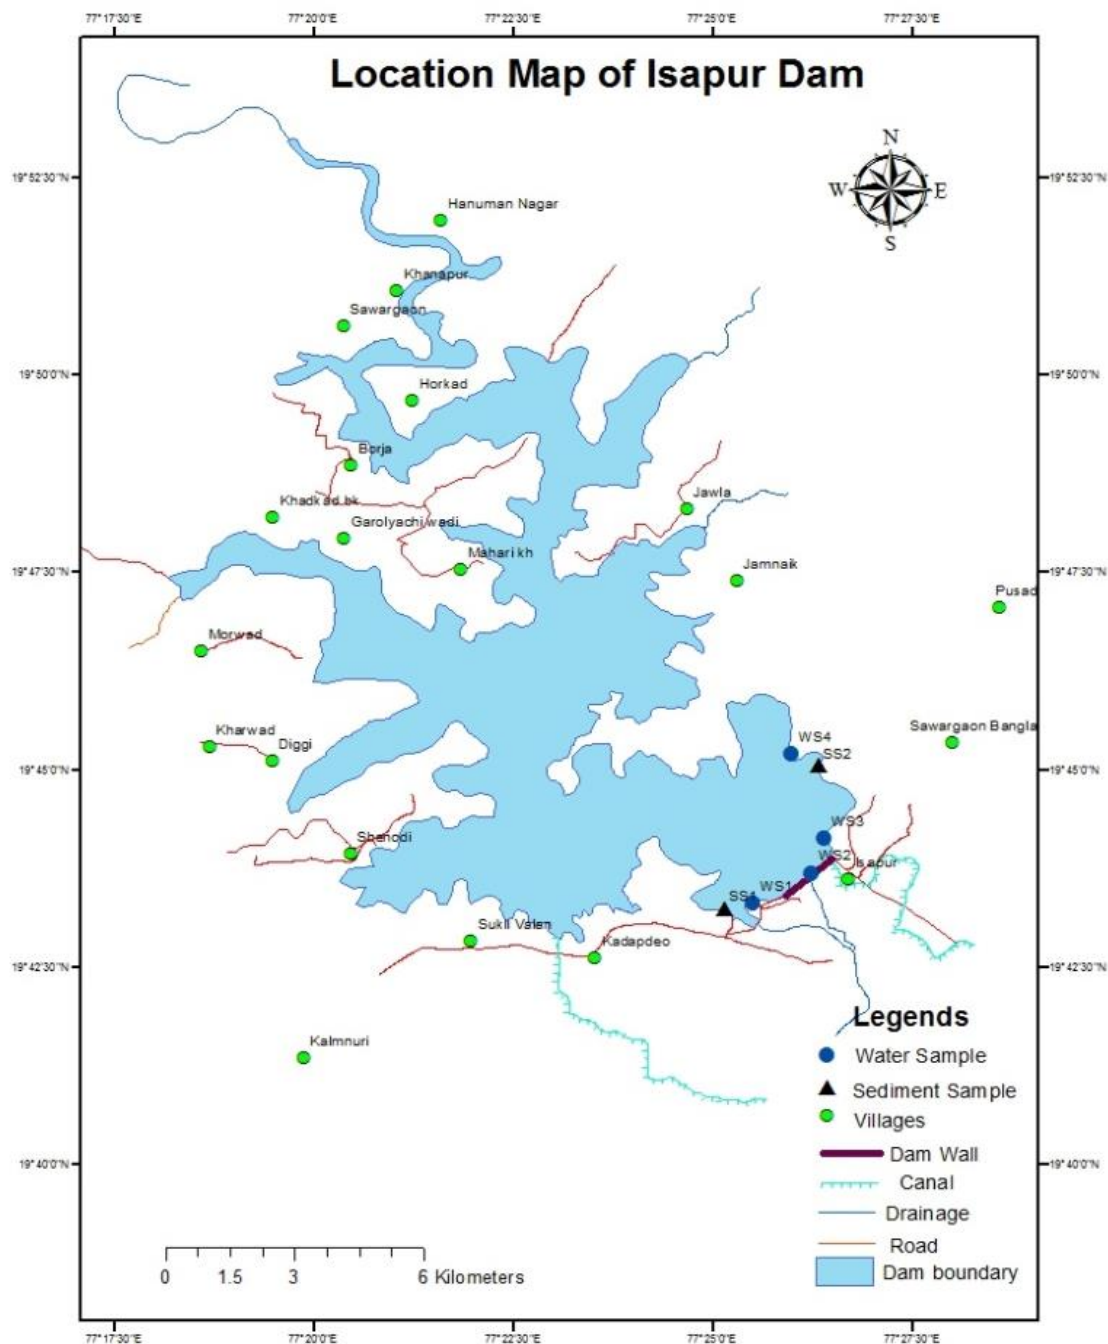 77°17'30"E 77°20'0"E 77°22'30"E 77°25'0"E 77°27'30"E
Location Map of Isapur Dam
N
W E
S
19°52'30"N 19°52'30"N
Hanuman Nagar
Khanapur
Sawargaon
19°50'0"N 19°50'0"N
Horkad
Borja
Khadkad bk
Jawla
Garolyachi wadi
Mahari kh
Jamnaik
19°47'30"N 19°47'30"N
Pusad
Morwad
Kharwad
Sawargaon Bangla
WS4
Diggi
SS2
19°45'0"N 19°45'0"N
WS3
Shenodi
WS2
Isapur
WS1
SS1
Sukli Valan
Kadapdeo
19°42'30"N 19°42'30"N
Legends
Kalmnuri
Water Sample
Sediment Sample
Villages
Dam Wall
19°40'0"N 19°40'0"N
Canal
Drainage
Road
Dam boundary
0 1.5 3 6 Kilometers
77°17'30"E 77°20'0"E 77°22'30"E 77°25'0"E 77°27'30"E